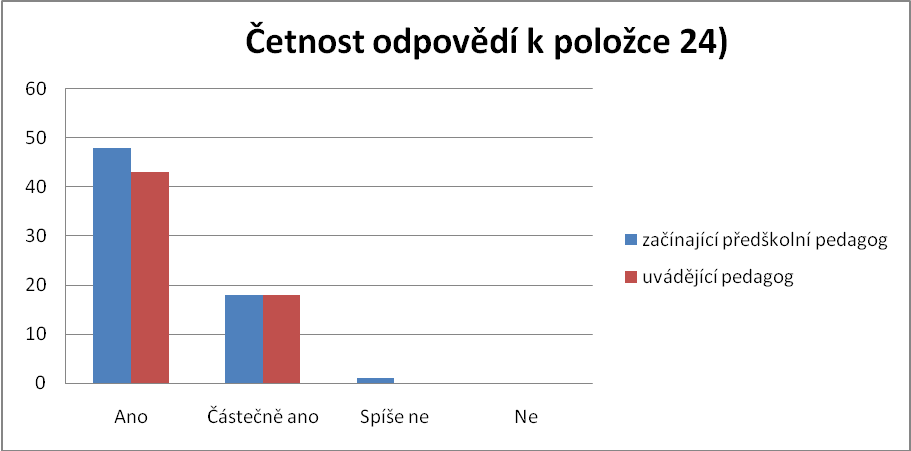 Četnost odpovědí k položce 24)
60
50
40
30
20
10
0
Ano
Částečně ano
Spíše ne
Ne
začínající předškolní pedagog
uvádějící pedagog